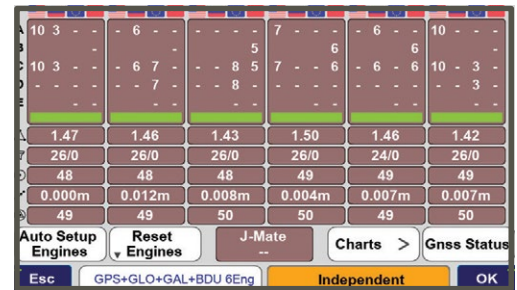 A 10 3 - - - 6 - - - - - - 7 - - - - 6 - - 10 - - -
- - 5 6 6 -
10 3 - - - 6 7 - - - 8 5 7 - - 6 - 6 - 6 10 - 3 -
- - - - - - 7 - - - 8 - - - - - - - - - - - 3 -
E - - - - - - - - - - - -
1.47 1.46 1.43 1.50 1.46 1.42
26/0 26/0 26/0 26/0 24/0 26/0
48 48 48 49 49 49
0.000m 0.012m 0.008m 0.004m 0.007m 0.007m
49 49 50 50 49 50
Auto Setup Engines
Reset Engines
J-Mate
--
Charts >
Gnss Status
Esc GPS+GLO+GAL+BDU 6Eng Independent OK